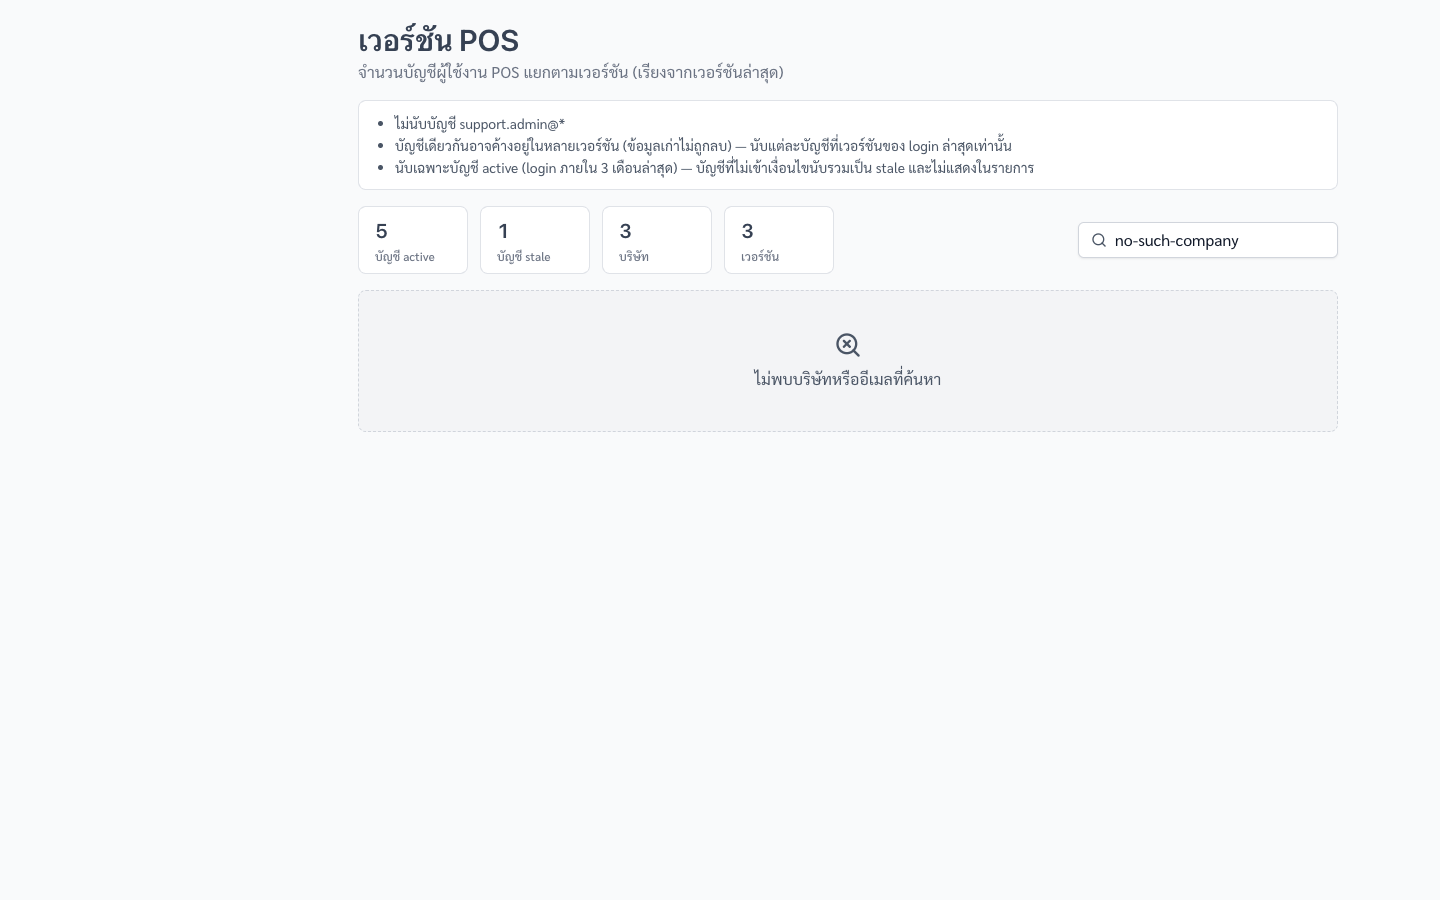 เวอร์ชัน POS
จำนวนบัญชีผู้ใช้งาน POS แยกตามเวอร์ชัน (เรียงจากเวอร์ชันล่าสุด)
ไม่นับบัญชี support.admin@*
บัญชีเดียวกันอาจค้างอยู่ในหลายเวอร์ชัน (ข้อมูลเก่าไม่ถูกลบ) — นับแต่ละบัญชีที่เวอร์ชันของ login ล่าสุดเท่านั้น
นับเฉพาะบัญชี active (login ภายใน 3 เดือนล่าสุด) — บัญชีที่ไม่เข้าเงื่อนไขนับรวมเป็น stale และไม่แสดงในรายการ
5
บัญชี active
1
บัญชี stale
3
บริษัท
3
เวอร์ชัน
no-such-company
ไม่พบบริษัทหรืออีเมลที่ค้นหา